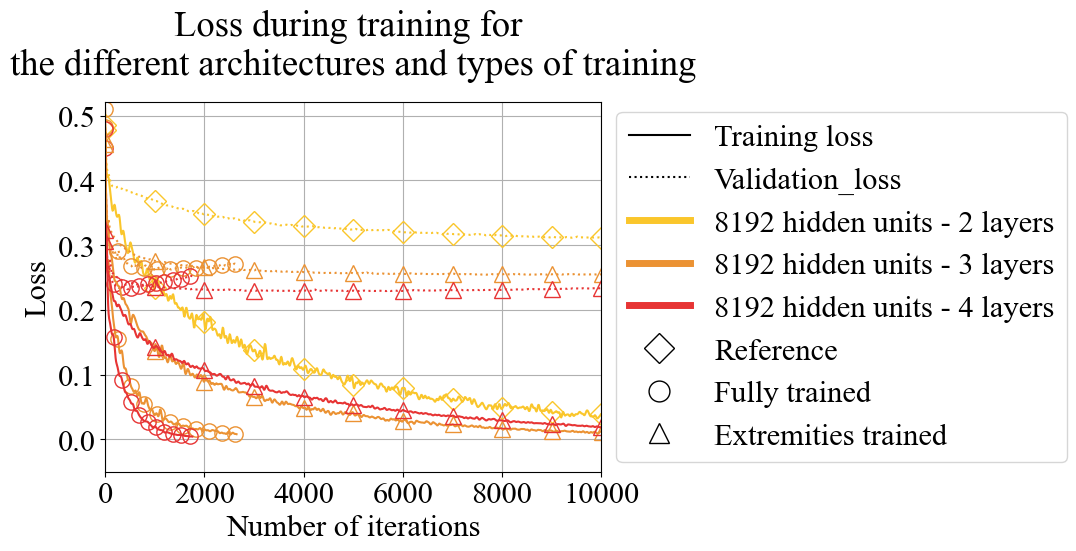 Loss during training for
the different architectures and types of training
0.5
0.4
0.3
0.2
0.1
0.0
Loss
0 2000 4000 6000 8000 10000
Number of iterations
Training loss
Validation_loss
8192 hidden units - 2 layers
8192 hidden units - 3 layers
8192 hidden units - 4 layers
Reference
Fully trained
Extremities trained